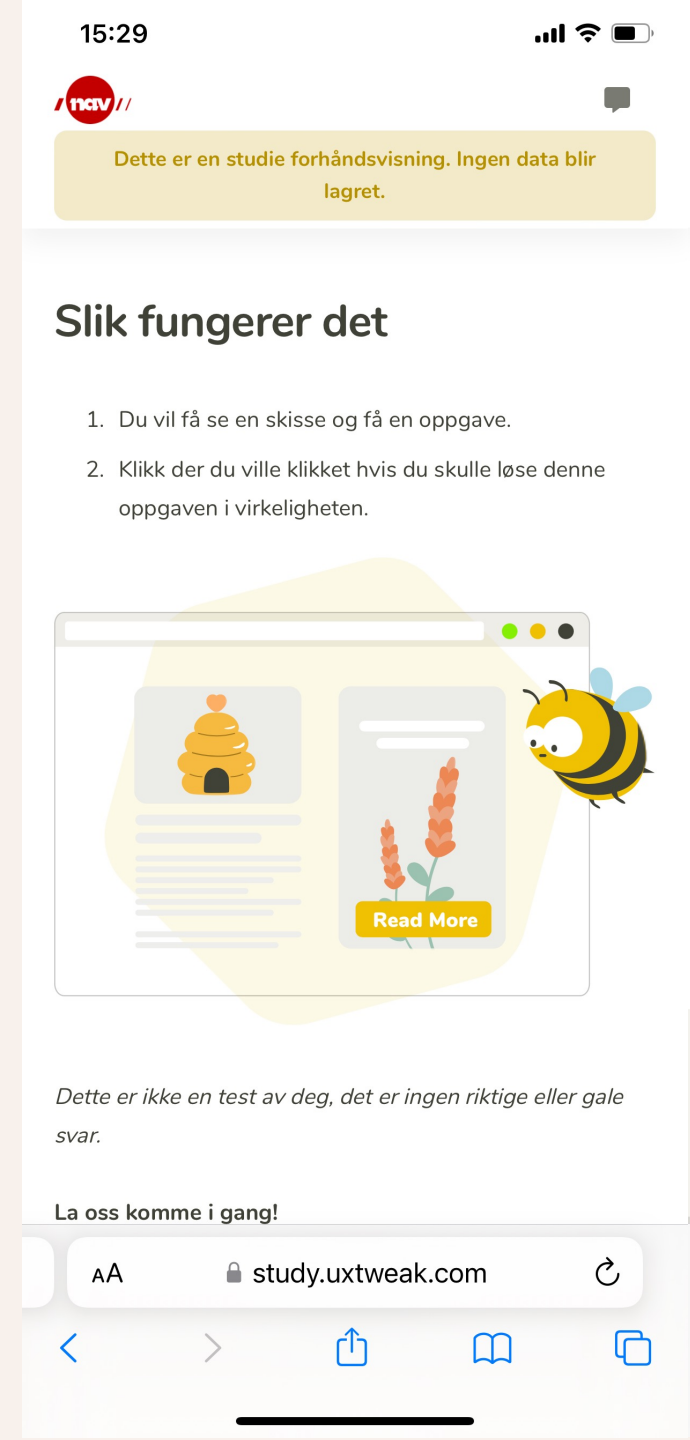 15:29
nav
Dette er en studie forhåndsvisning. Ingen data blir
lagret.
Slik fungerer det
1. Du vil få se en skisse og få en oppgave.
2. Klikk der du ville klikket hvis du skulle løse denne
oppgaven i virkeligheten.
Read More
Dette er ikke en test av deg, det er ingen riktige eller gale
svar.
La oss komme i gang!
AA study.uxtweak.com